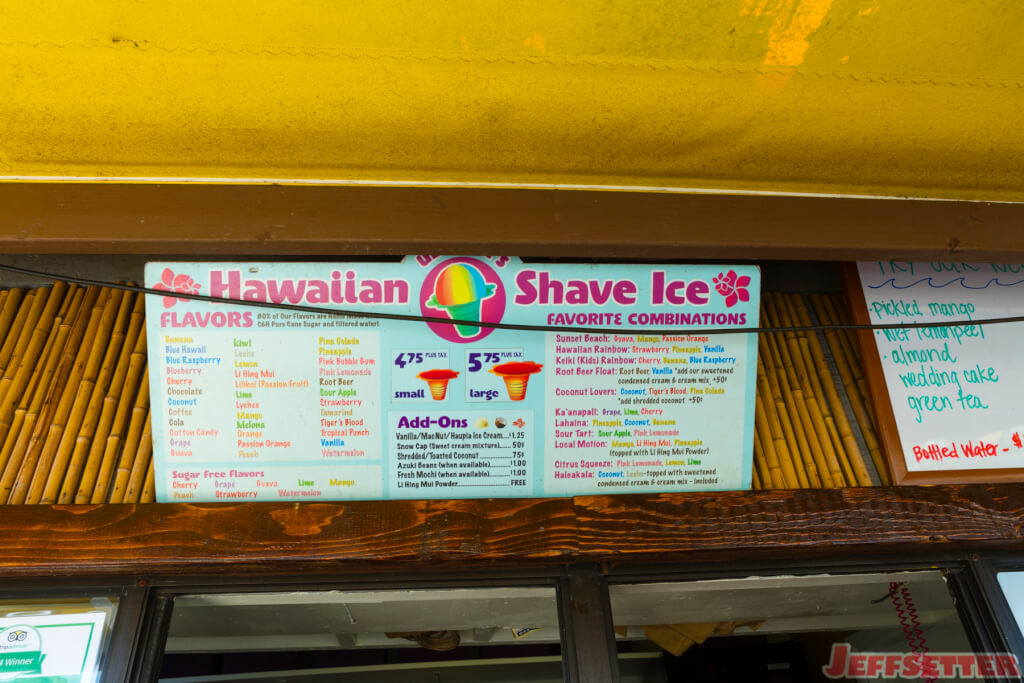 Hawaiian Shave Ice
FLAVORS
80% of Our Flavors are Home Made
C&H Pure Cane Sugar and filtered water!
Banana
Blue Hawaii
Blue Raspberry
Blueberry
Cherry
Chocolate
Coconut
Coffee
Cola
Cotton Candy
Grape
Guava
Kiwi
Leche
Lemon
Li Hing Mui
Lilikoi (Passion Fruit)
Lime
Lychee
Mango
Melona
Orange
Passion Orange
Peach
Pina Colada
Pineapple
Pink Bubble Gum
Pink Lemonade
Root Beer
Sour Apple
Strawberry
Tamarind
Tiger's Blood
Tropical Punch
Vanilla
Watermelon
Sugar Free Flavors
Cherry Grape Guava Lime Mango
Peach Strawberry Watermelon
4.75 PLUS TAX
small
5.75 PLUS TAX
large
Add-Ons
Vanilla/MacNut/Haupia Ice Cream...$1.25
Snow Cap (Sweet cream mixture)..... 50¢
Shredded/Toasted Coconut ........... 75¢
Azuki Beans (when available)........$1.00
Fresh Mochi (when available).......$1.00
Li Hing Mui Powder................... FREE
FAVORITE COMBINATIONS
Sunset Beach: Guava, Mango, Passion Orange
Hawaiian Rainbow: Strawberry, Pineapple, Vanilla
Keiki (Kids) Rainbow: Cherry, Banana, Blue Raspberry
Root Beer Float: Root Beer, Vanilla *add our sweet
condensed cream & cream mix +50¢
Coconut Lovers: Coconut, Pina Colada
*add shredded coconut +50¢
Ka'anapali: Grape, Lime, Cherry
Lahaina: Pineapple, Coconut, Banana
Sour Tart: Sour Apple, Pink Lemonade
Local Motion: Mango, Li Hing Mui, Pineapple
(topped with Li Hing Mui Powder)
Citrus Squeeze: Pink Lemonade, Lemon, Lime
Haleakala: Coconut, Leche-topped with sweetened
condensed cream & cream mix - included
TRY OUR
· Pickled mango
· almond
wedding cake
green tea
Bottled Water - $
tripadvisor
Winner
JEFFSETTER